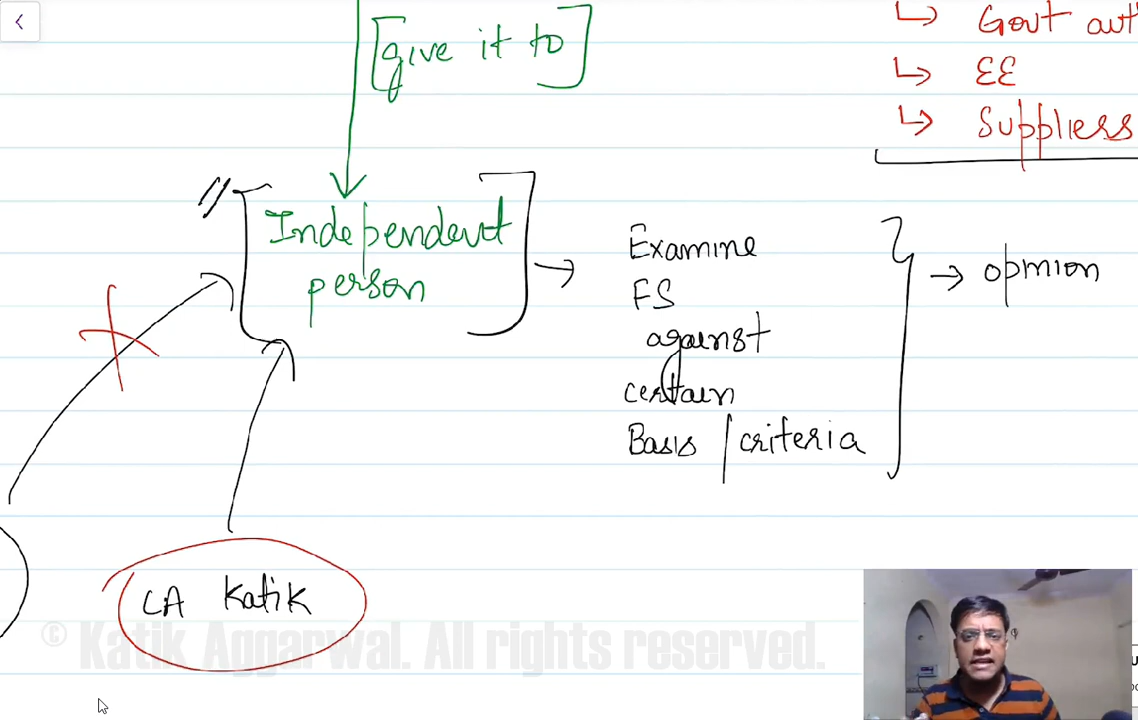 [give it to]
↳ Govt aut
↳ EE
↳ Suppliess
Independent
person
Examine
FS
against
certain
Basis / criteria
→ opinion
CA Katik
© Katik Aggarwal. All rights reserved.